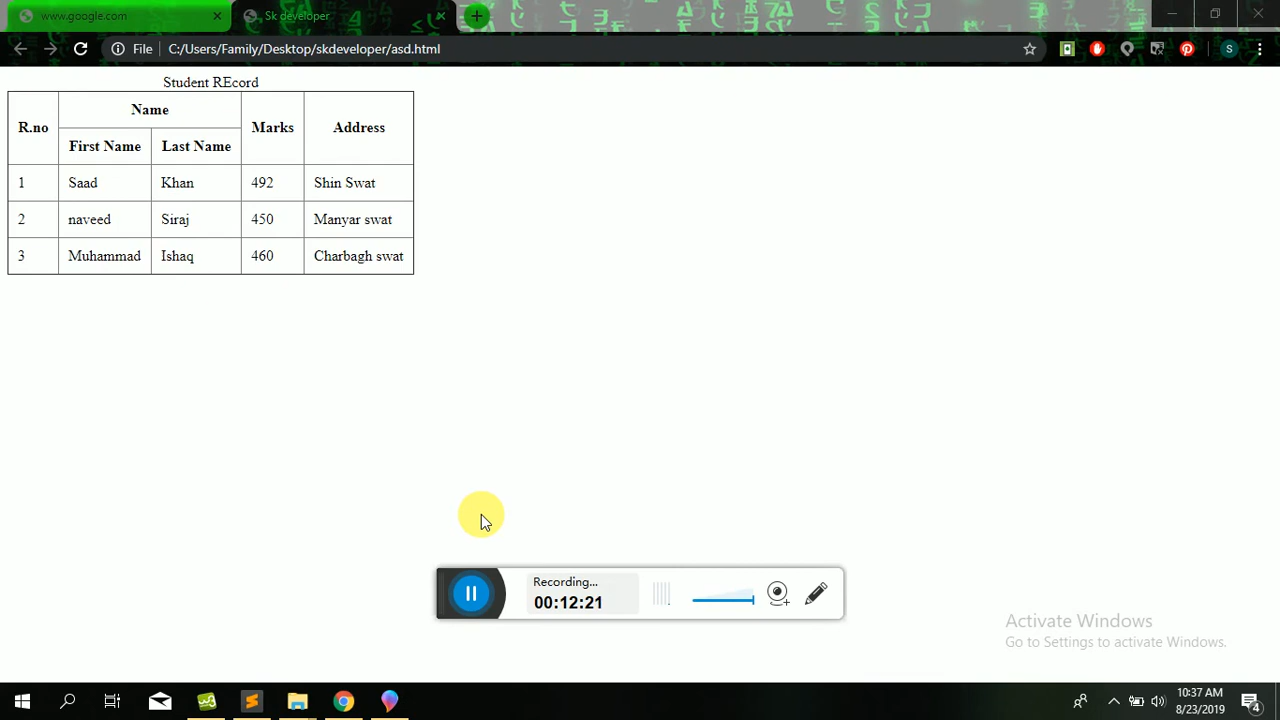 www.google.com
Sk developer
File C:/Users/Family/Desktop/skdeveloper/asd.html
S
Student REcord
R.no Name Marks Address
First Name Last Name
1 Saad Khan 492 Shin Swat
2 naveed Siraj 450 Manyar swat
3 Muhammad Ishaq 460 Charbagh swat
Recording...
00:12:21
Activate Windows
Go to Settings to activate Windows.
10:37 AM
8/23/2019
4